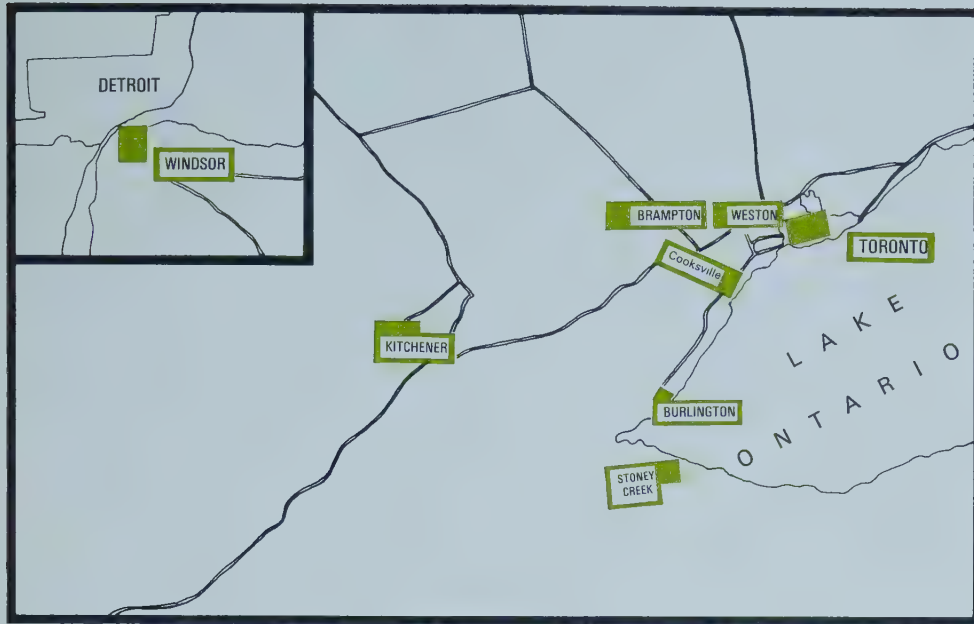 DETROIT
WINDSOR
BRAMPTON
WESTON
TORONTO
Cooksville
KITCHENER
LAKE
ONTARIO
BURLINGTON
STONEY
CREEK